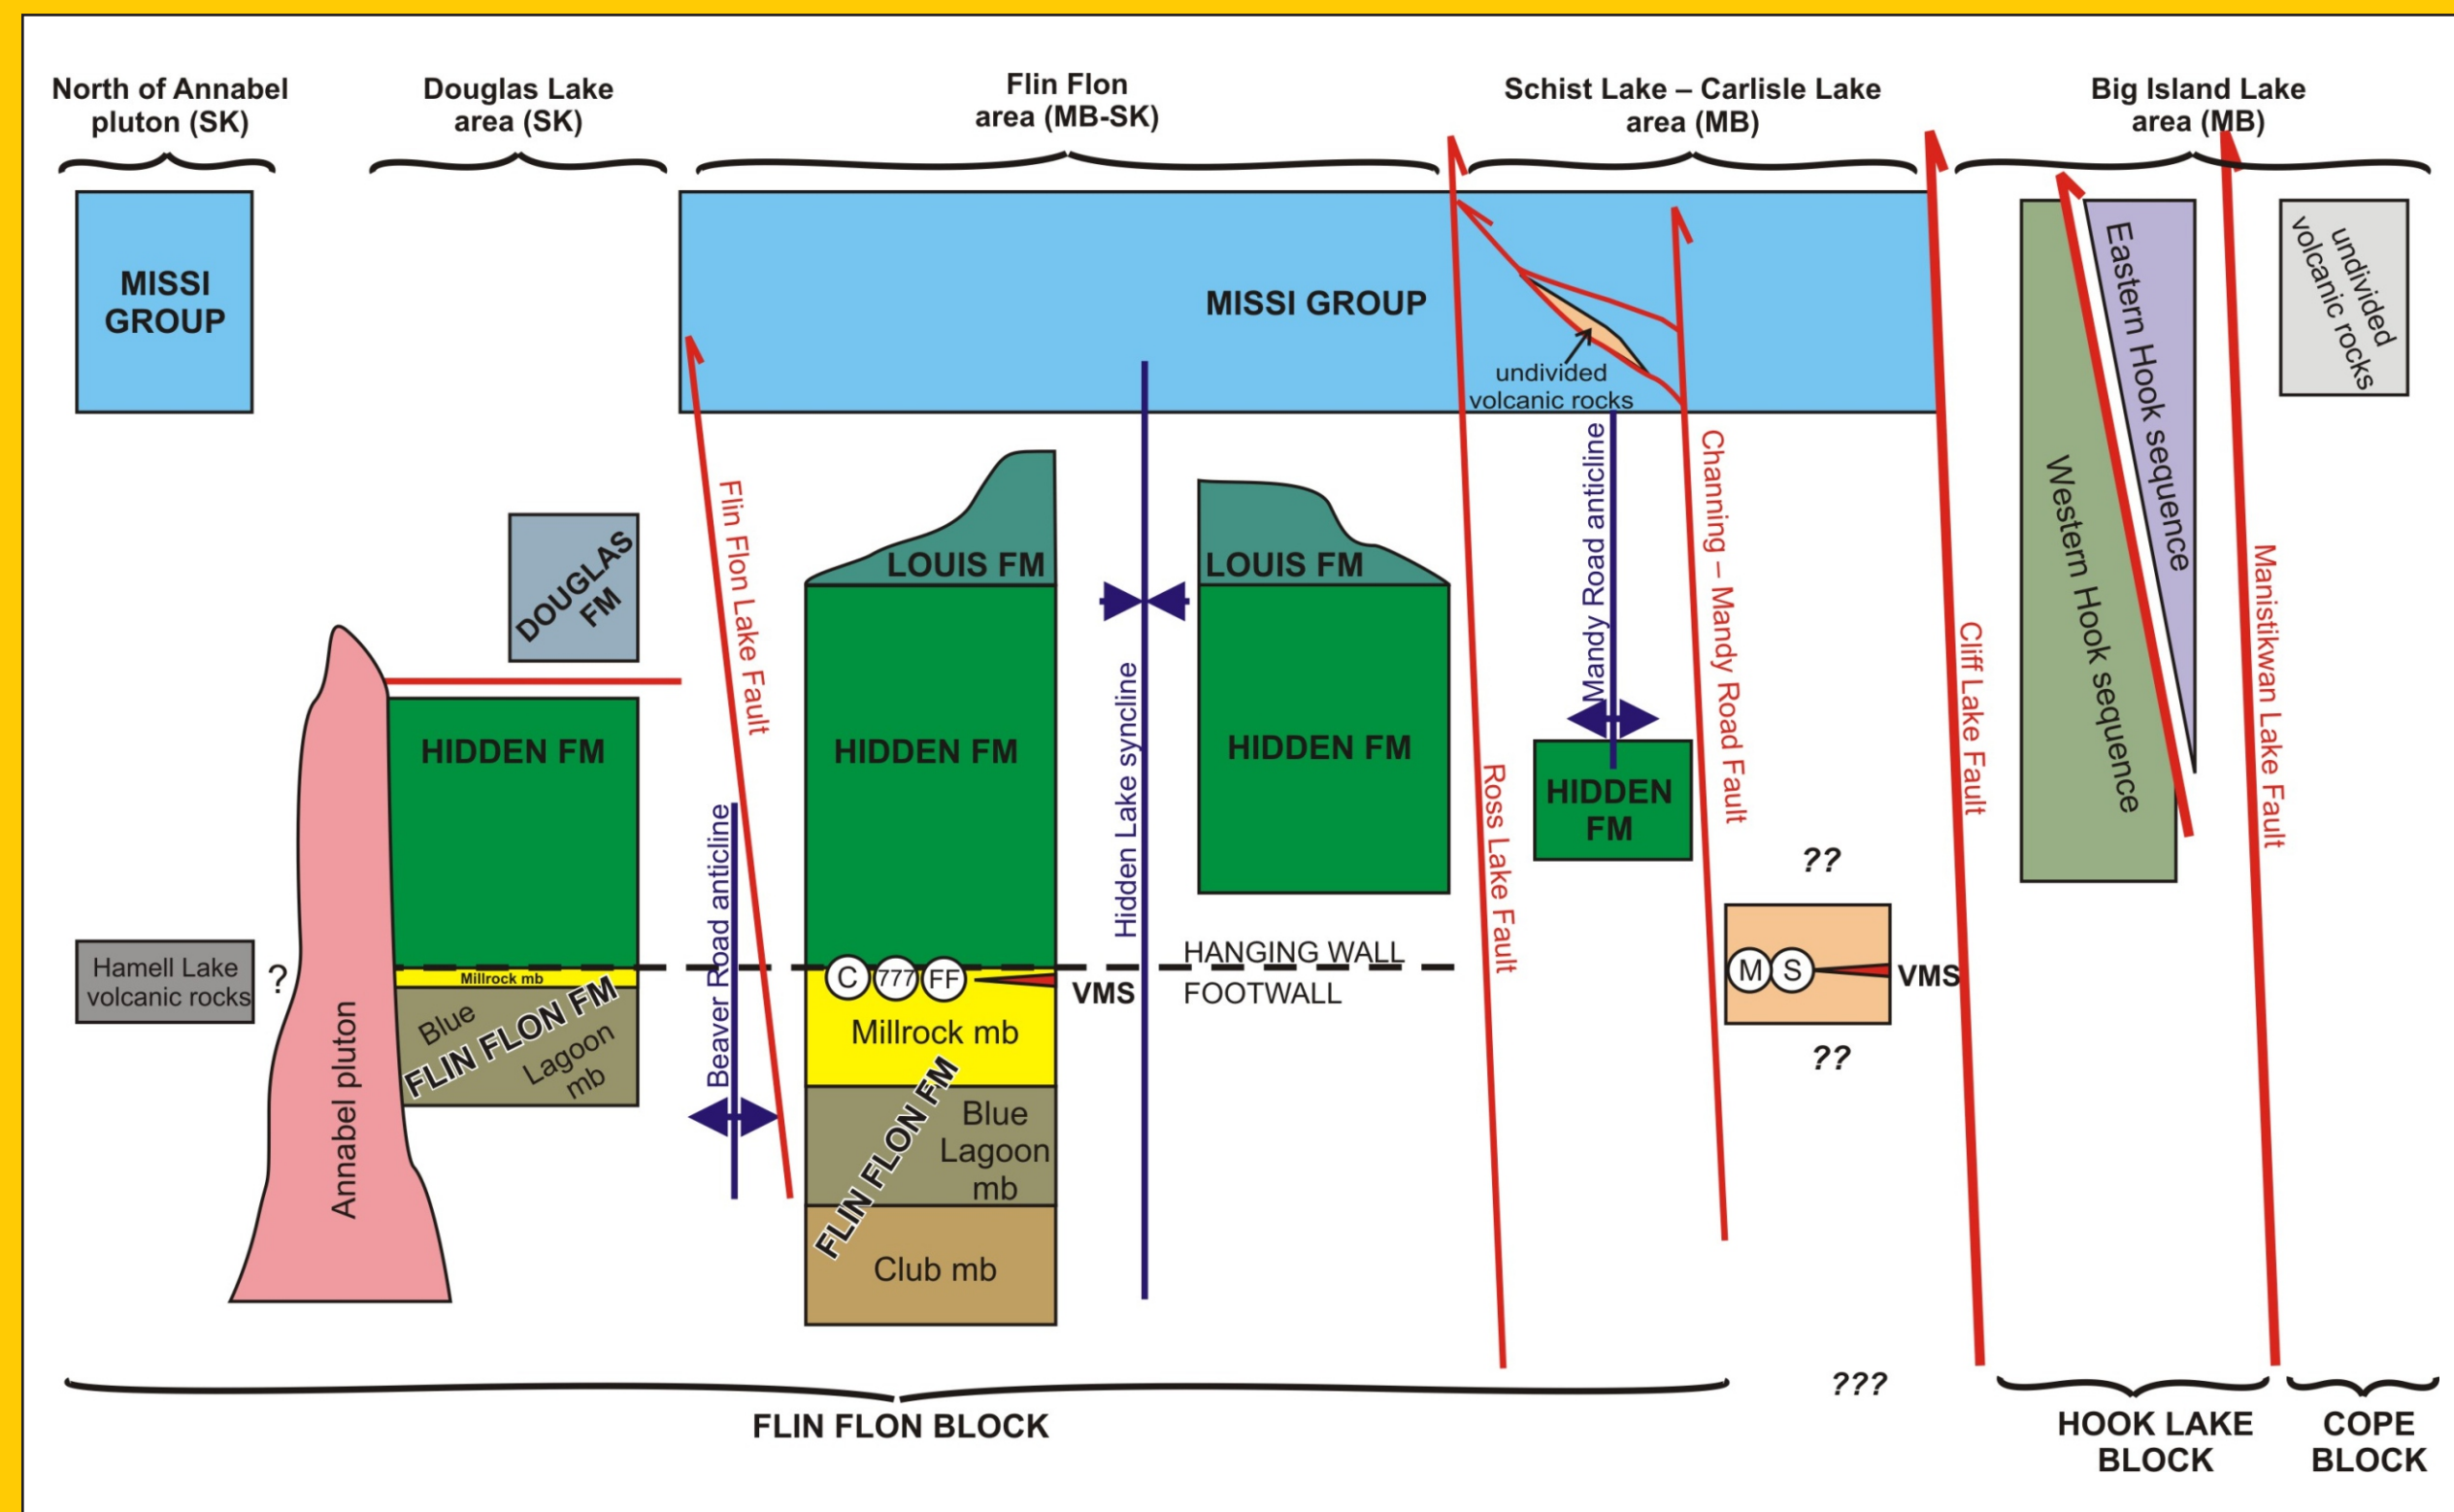 North of Annabel
pluton (SK)
Douglas Lake
area (SK)
Flin Flon
area (MB-SK)
Schist Lake – Carlisle Lake
area (MB)
Big Island Lake
area (MB)
MISSI
GROUP
MISSI GROUP
undivided
volcanic rocks
Eastern Hook sequence
Western Hook sequence
undivided
volcanic rocks
Flin Flon Lake Fault
DOUGLAS
FM
LOUIS FM
LOUIS FM
Mandy Road anticline
Channing – Mandy Road Fault
Cliff Lake Fault
Manistikwan Lake Fault
HIDDEN FM
HIDDEN FM
HIDDEN FM
HIDDEN
FM
Ross Lake Fault
Beaver Road anticline
Hidden Lake syncline
??
Hamell Lake
volcanic rocks
?
Annabel pluton
Millrock mb
Blue
FLIN FLON FM
Lagoon
mb
C 777 FF
VMS
HANGING WALL
FOOTWALL
M S
VMS
??
Millrock mb
FLIN FLON FM
Blue
Lagoon
mb
Club mb
FLIN FLON BLOCK
???
HOOK LAKE
BLOCK
COPE
BLOCK